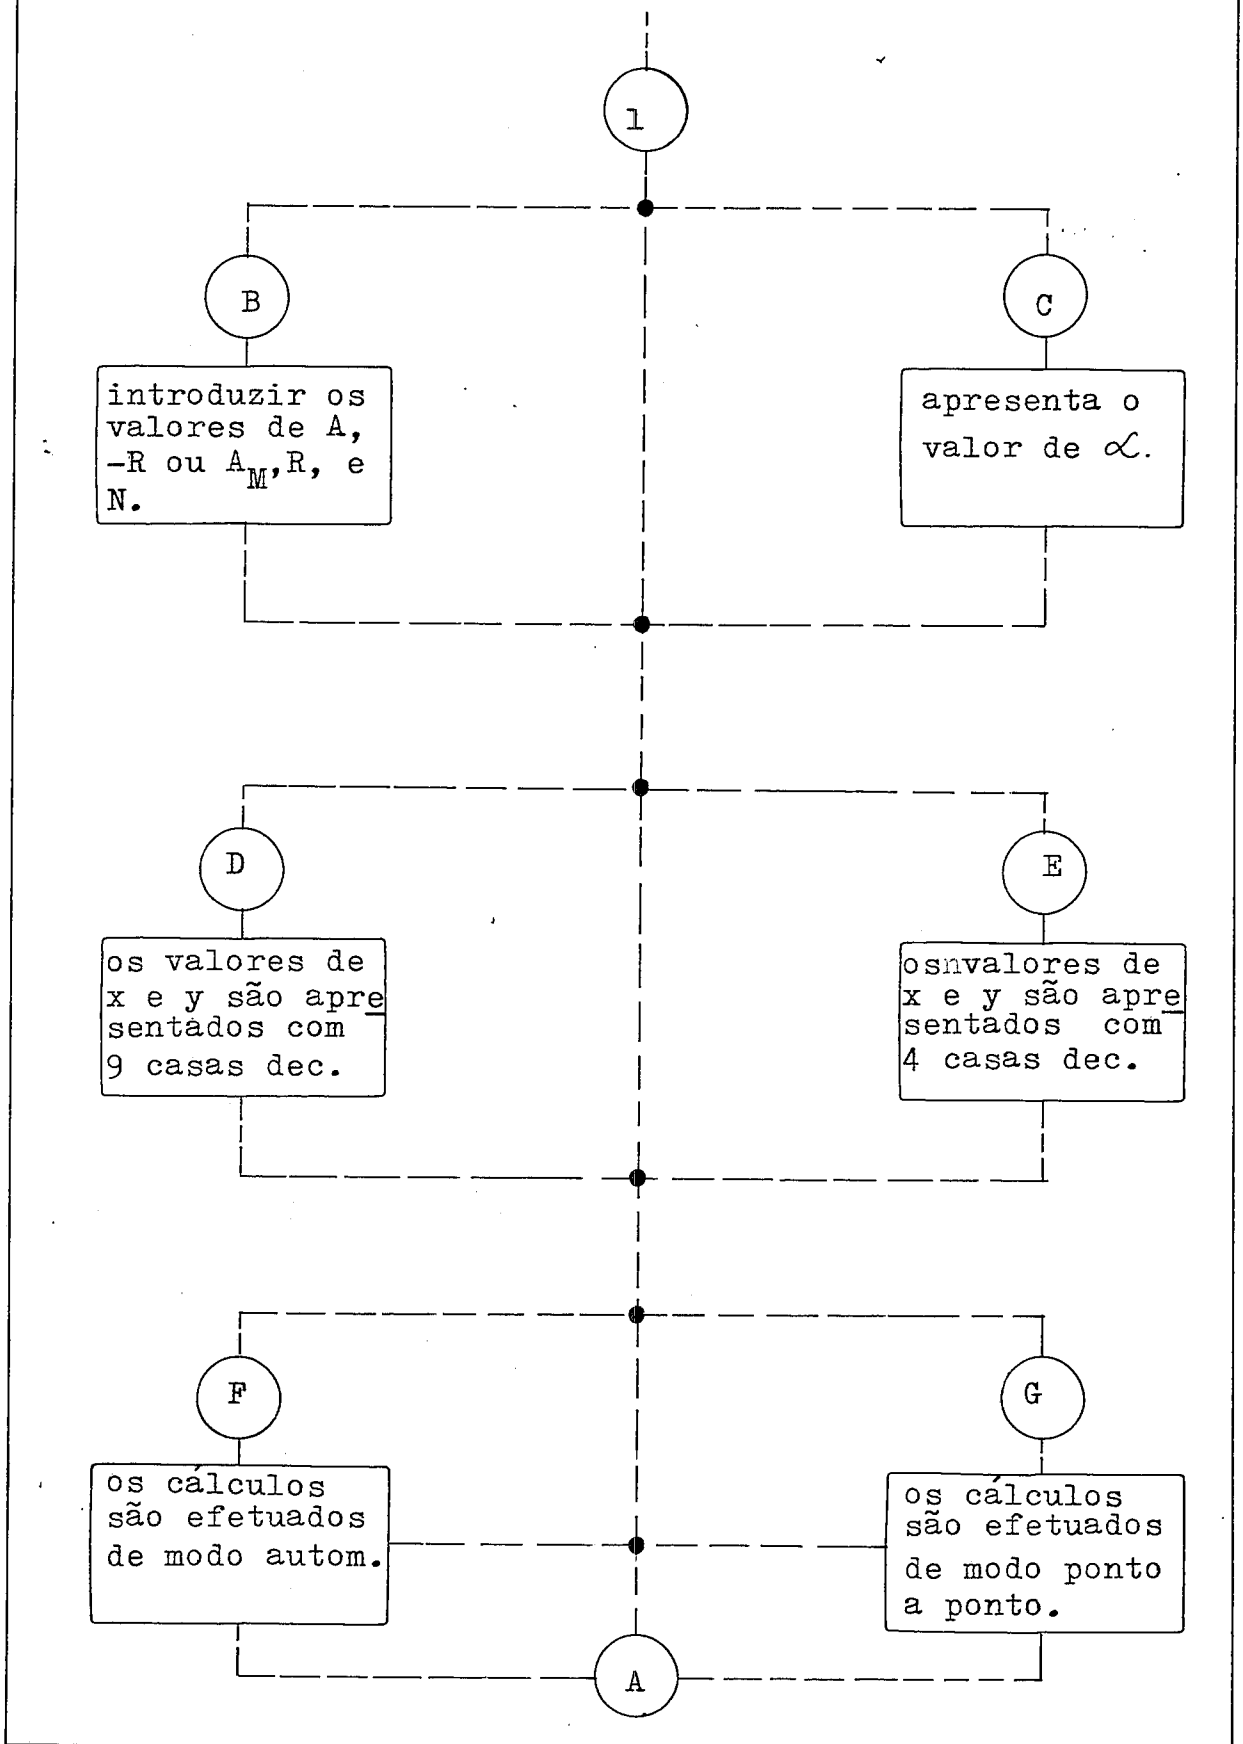 1
B
introduzir os
valores de A,
-R ou A_M,R, e
N.
C
apresenta o
valor de ∝.
D
os valores de
x e y são apre
sentados com
9 casas dec.
E
osnvalores de
x e y são apre
sentados com
4 casas dec.
F
os cálculos
são efetuados
de modo autom.
G
os cálculos
são efetuados
de modo ponto
a ponto.
A